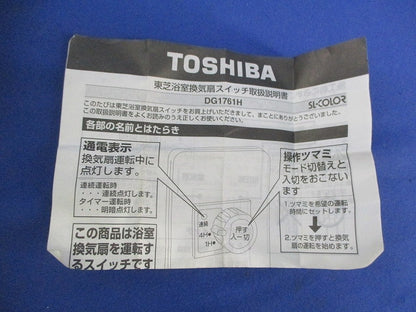 TOSHIBA
東芝浴室換気扇スイッチ取扱説明書
DG1761H
SL-COLOR
このたびは東芝浴室換気扇スイッチをお買上げいただきまして、まことにありがとうございました。
この取扱説明書をよくお読みのうえ正しくお使いください。
各部の名前とはたらき
通電表示
換気扇運転中に
点灯します。
連続運転時
・・・連続点灯します。
タイマー運転時
・・・明暗点灯します。
この商品は浴室
換気扇を運転す
るスイッチです
連続
4H
1H
押す
入─切
操作ツマミ
モード切替えと
入切をおこない
ます
1.ツマミを希望の運転
時間にセットします。
2.ツマミを押すと換気
扇の運転を始めます。